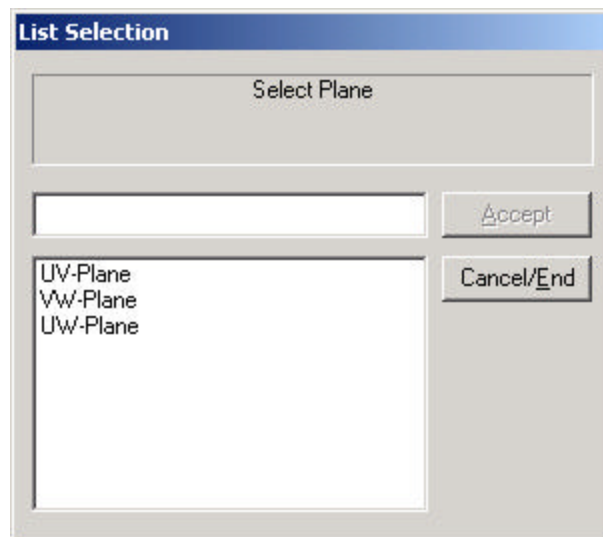 List Selection
Select Plane
Accept
UV-Plane
VW-Plane
UW-Plane
Cancel/End